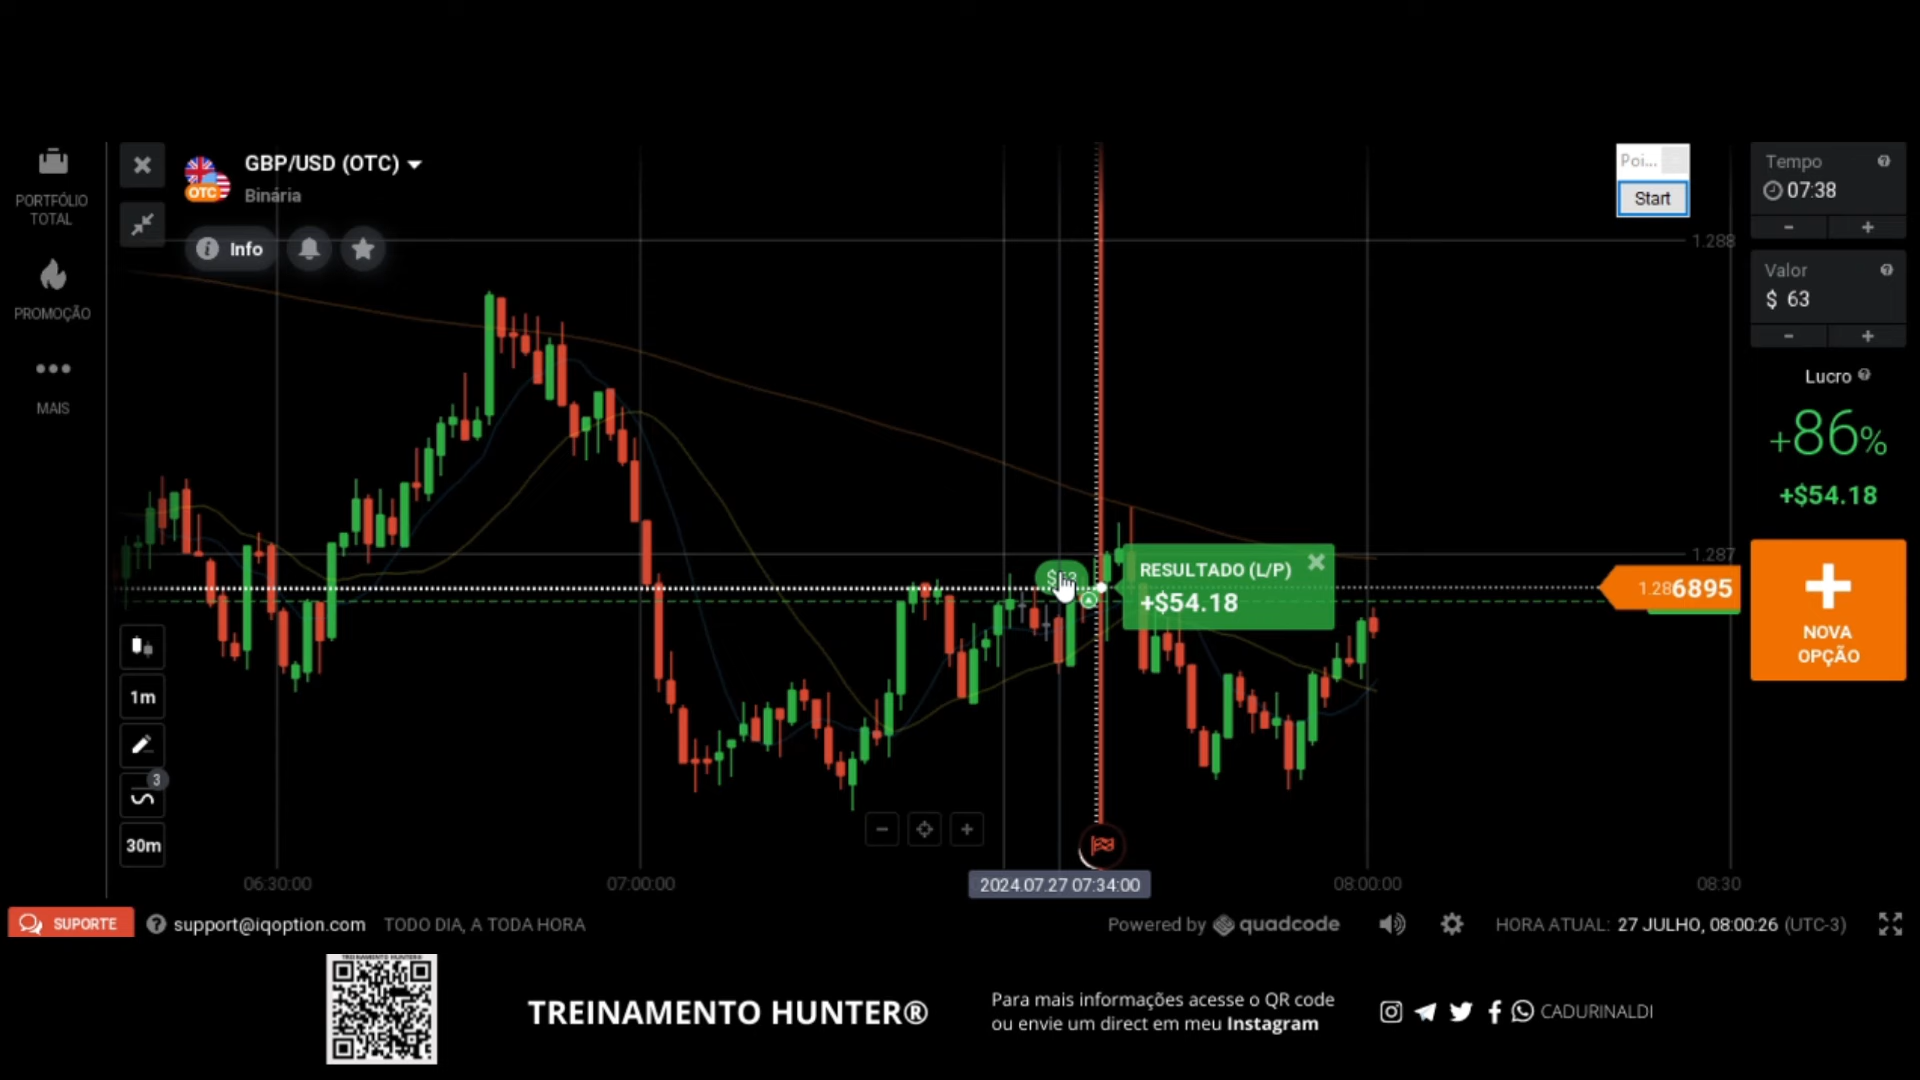 PORTFÓLIO
TOTAL
PROMOÇÃO
MAIS
GBP/USD (OTC)
OTC
Binária
Info
Poi...
Start
Tempo
07:38
Valor
$ 63
Lucro
+86%
+$54.18
NOVA
OPÇÃO
1.288
1.287
1.286895
RESULTADO (L/P)
+$54.18
1m
3
30m
06:30:00
07:00:00
2024.07.27 07:34:00
08:00:00
08:30
SUPORTE
support@iqoption.com
TODO DIA, A TODA HORA
Powered by quadcode
HORA ATUAL: 27 JULHO, 08:00:26 (UTC-3)
TREINAMENTO HUNTER®
TREINAMENTO HUNTER®
Para mais informações acesse o QR code
ou envie um direct em meu Instagram
CADURINALDI